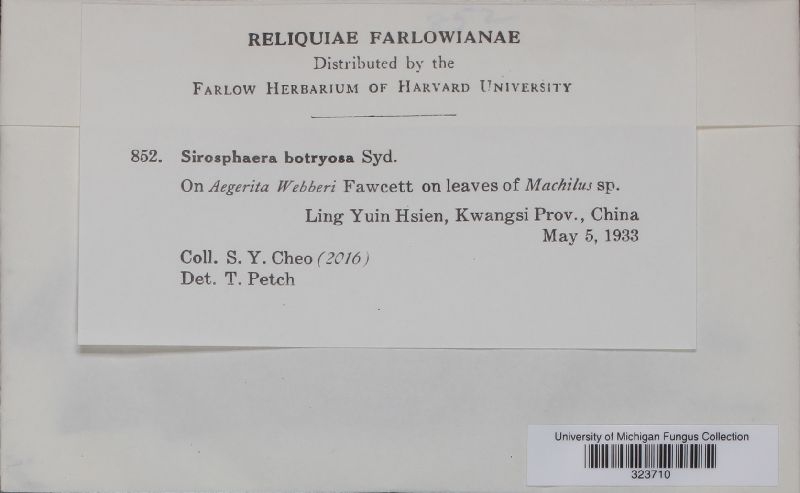 RELIQUIAE FARLOWIANAE
Distributed by the
FARLOW HERBARIUM OF HARVARD UNIVERSITY
852. Sirosphaera botryosa Syd.
On Aegerita Webberi Fawcett on leaves of Machilus sp.
Ling Yuin Hsien, Kwangsi Prov., China
May 5, 1933
Coll. S. Y. Cheo (2016)
Det. T. Petch
University of Michigan Fungus Collection
323710